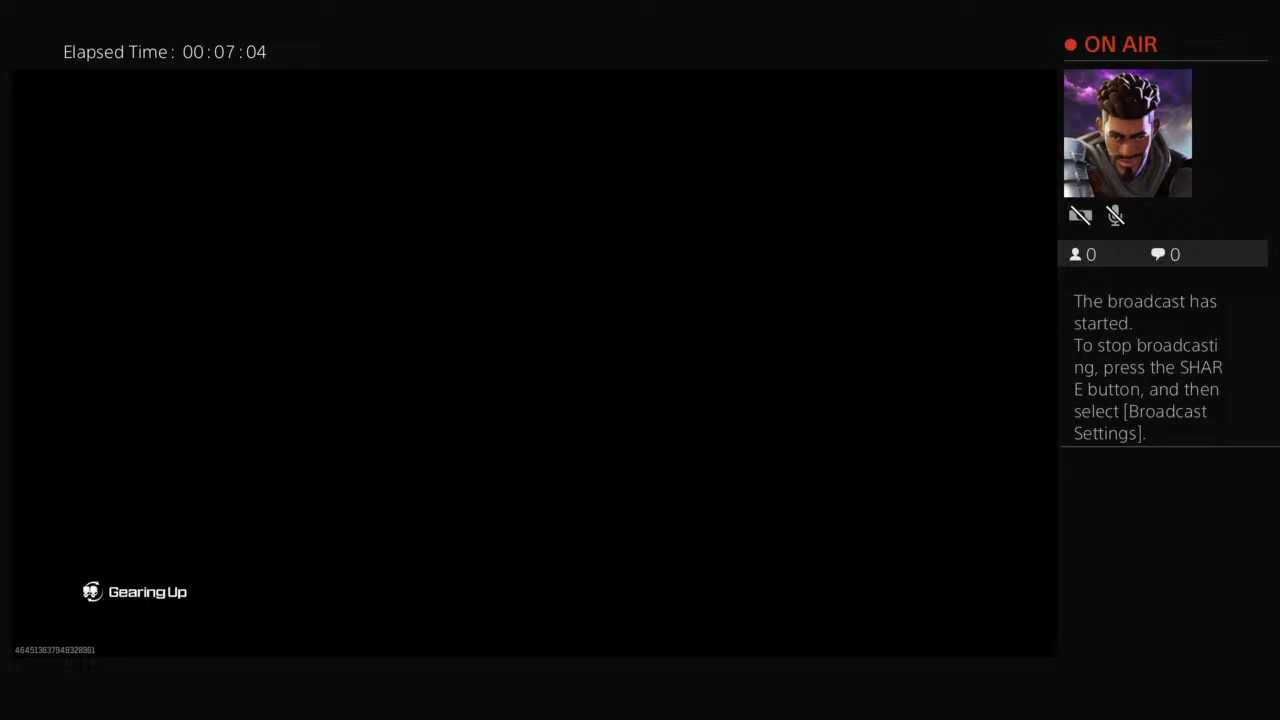 Elapsed Time: 00:07:04
ON AIR
0 0
The broadcast has
started.
To stop broadcasti
ng, press the SHAR
E button, and then
select [Broadcast
Settings].
Gearing Up
464513637948328961